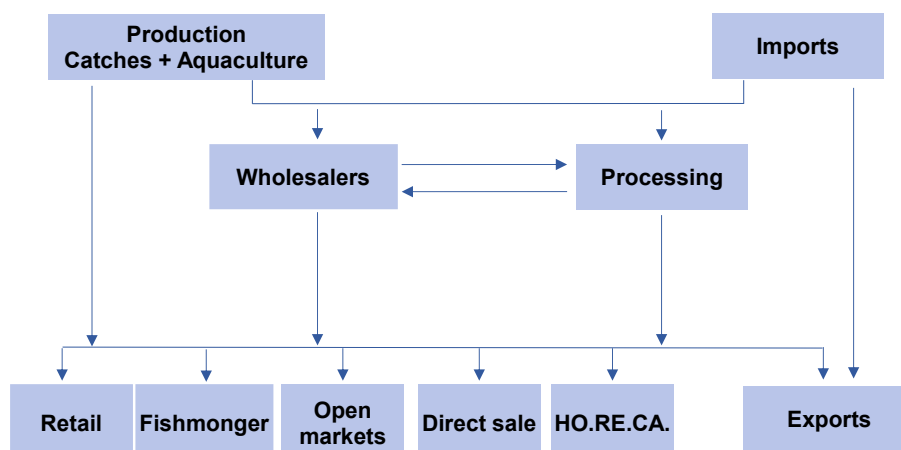 Production
Catches + Aquaculture
Imports
Wholesalers
Processing
Retail
Fishmonger
Open
markets
Direct sale
HO.RE.CA.
Exports